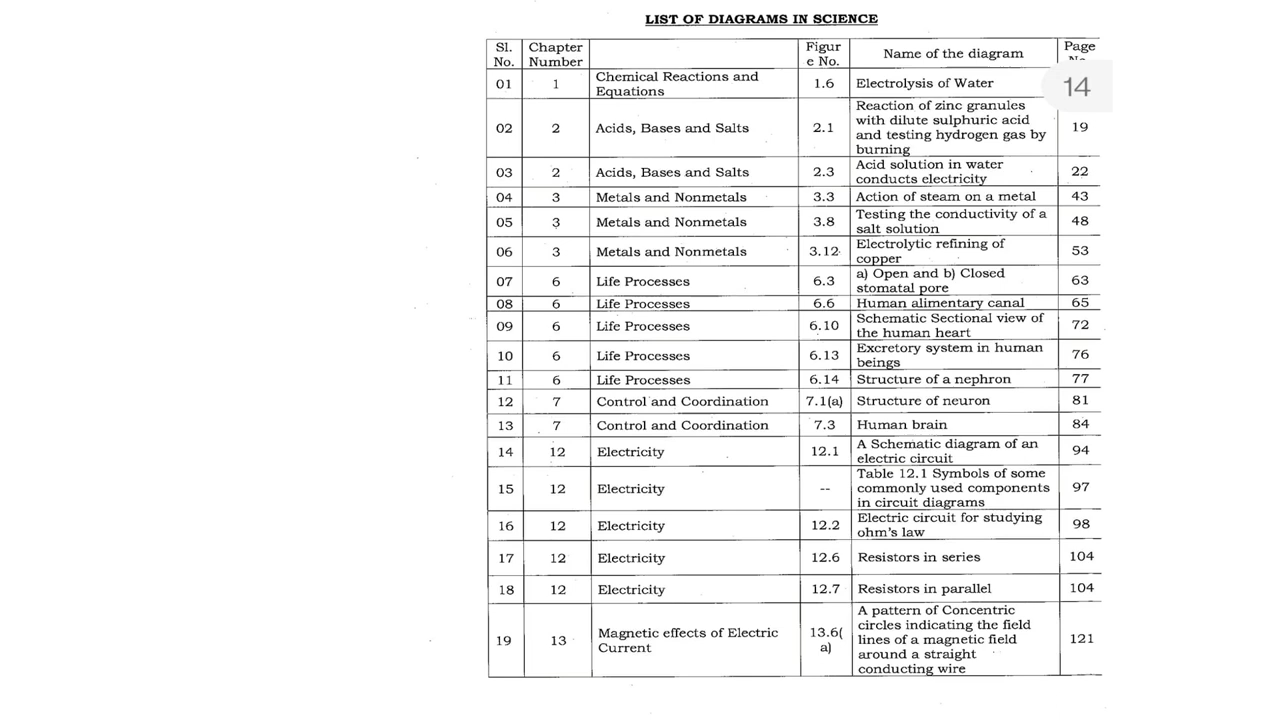 LIST OF DIAGRAMS IN SCIENCE
Sl. No. Chapter Number Figur e No. Name of the diagram Page
01 1 Chemical Reactions and Equations 1.6 Electrolysis of Water 14
02 2 Acids, Bases and Salts 2.1 Reaction of zinc granules with dilute sulphuric acid and testing hydrogen gas by burning 19
03 2 Acids, Bases and Salts 2.3 Acid solution in water conducts electricity 22
04 3 Metals and Nonmetals 3.3 Action of steam on a metal 43
05 3 Metals and Nonmetals 3.8 Testing the conductivity of a salt solution 48
06 3 Metals and Nonmetals 3.12 Electrolytic refining of copper 53
07 6 Life Processes 6.3 a) Open and b) Closed stomatal pore 63
08 6 Life Processes 6.6 Human alimentary canal 65
09 6 Life Processes 6.10 Schematic Sectional view of the human heart 72
10 6 Life Processes 6.13 Excretory system in human beings 76
11 6 Life Processes 6.14 Structure of a nephron 77
12 7 Control and Coordination 7.1(a) Structure of neuron 81
13 7 Control and Coordination 7.3 Human brain 84
14 12 Electricity 12.1 A Schematic diagram of an electric circuit 94
15 12 Electricity -- Table 12.1 Symbols of some commonly used components in circuit diagrams 97
16 12 Electricity 12.2 Electric circuit for studying ohm's law 98
17 12 Electricity 12.6 Resistors in series 104
18 12 Electricity 12.7 Resistors in parallel 104
19 13 Magnetic effects of Electric Current 13.6( a) A pattern of Concentric circles indicating the field lines of a magnetic field around a straight conducting wire 121